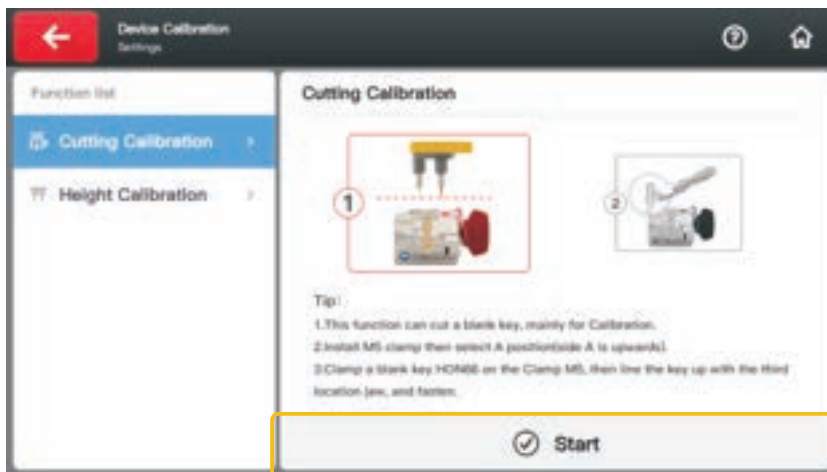 Device Calibration
Settings
Function list
Cutting Calibration
Height Calibration
Cutting Calibration
1
2
Tip:
1.This function can cut a blank key, mainly for Calibration.
2.Install M5 clamp then select A position(side A is upwards).
3.Clamp a blank key HON66 on the Clamp M5, then line the key up with the third
location jaw, and fasten.
Start